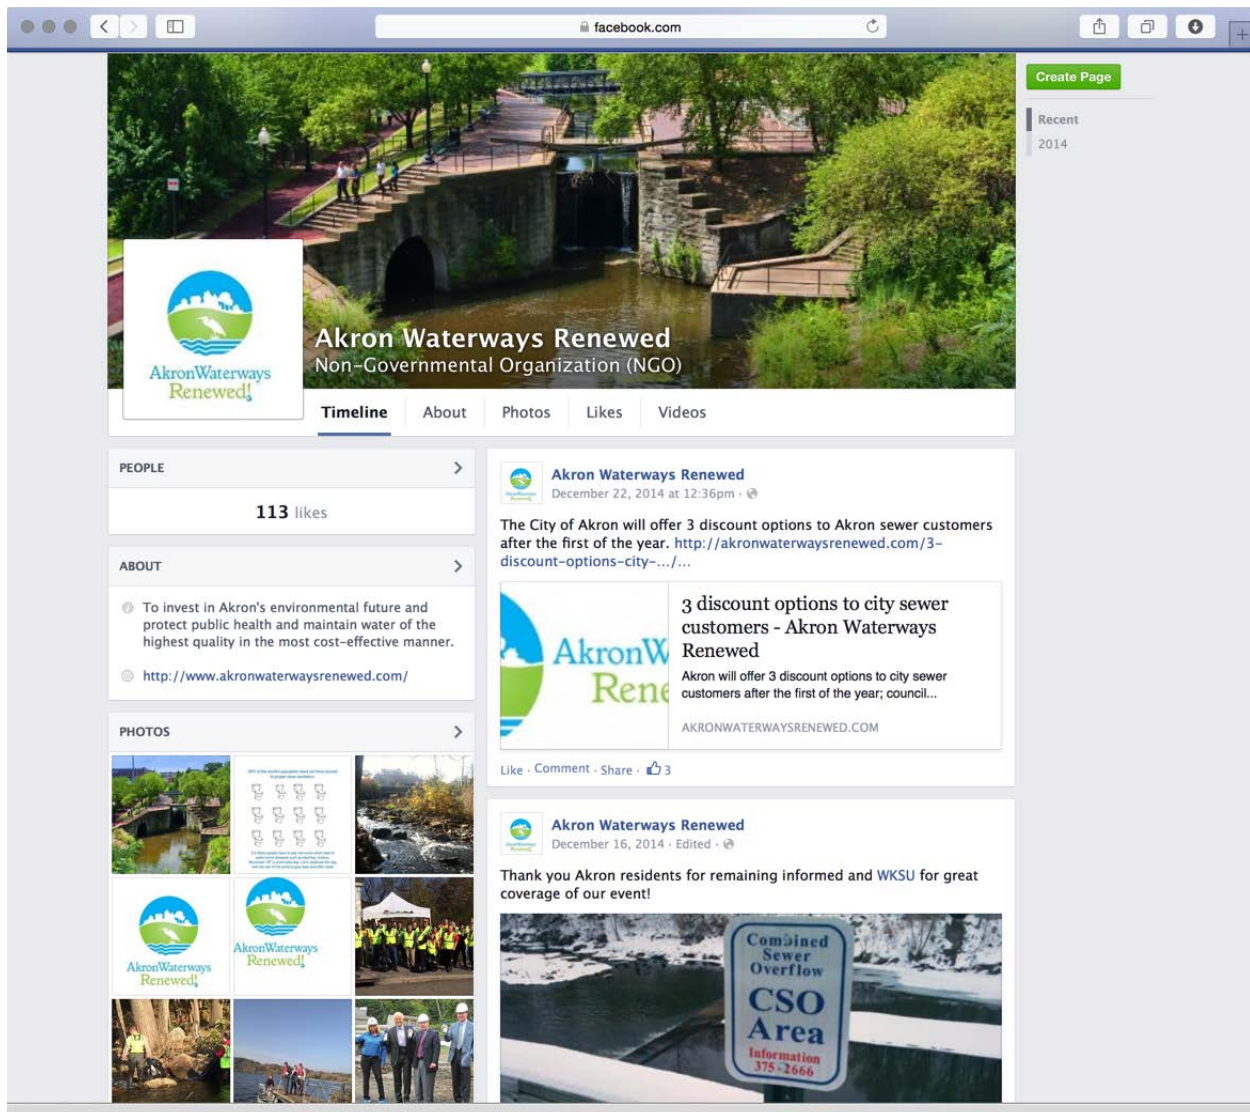 facebook.com
Create Page
Recent
2014
Akron Waterways Renewed
Non-Governmental Organization (NGO)
AkronWaterways
Renewed!
Timeline
About
Photos
Likes
Videos
PEOPLE
113 likes
ABOUT
To invest in Akron's environmental future and
protect public health and maintain water of the
highest quality in the most cost-effective manner.
http://www.akronwaterwaysrenewed.com/
PHOTOS
AkronWaterways
Renewed!
AkronWaterways
Renewed!
Akron Waterways Renewed
December 22, 2014 at 12:36pm ·
The City of Akron will offer 3 discount options to Akron sewer customers
after the first of the year. http://akronwaterwaysrenewed.com/3-
discount-options-city-.../...
AkronW
Rene
3 discount options to city sewer
customers - Akron Waterways
Renewed
Akron will offer 3 discount options to city sewer
customers after the first of the year; council...
AKRONWATERWAYSRENEWED.COM
Like · Comment · Share · 3
Akron Waterways Renewed
December 16, 2014 · Edited ·
Thank you Akron residents for remaining informed and WKSU for great
coverage of our event!
Combined
Sewer
Overflow
CSO
Area
Information
375-2666